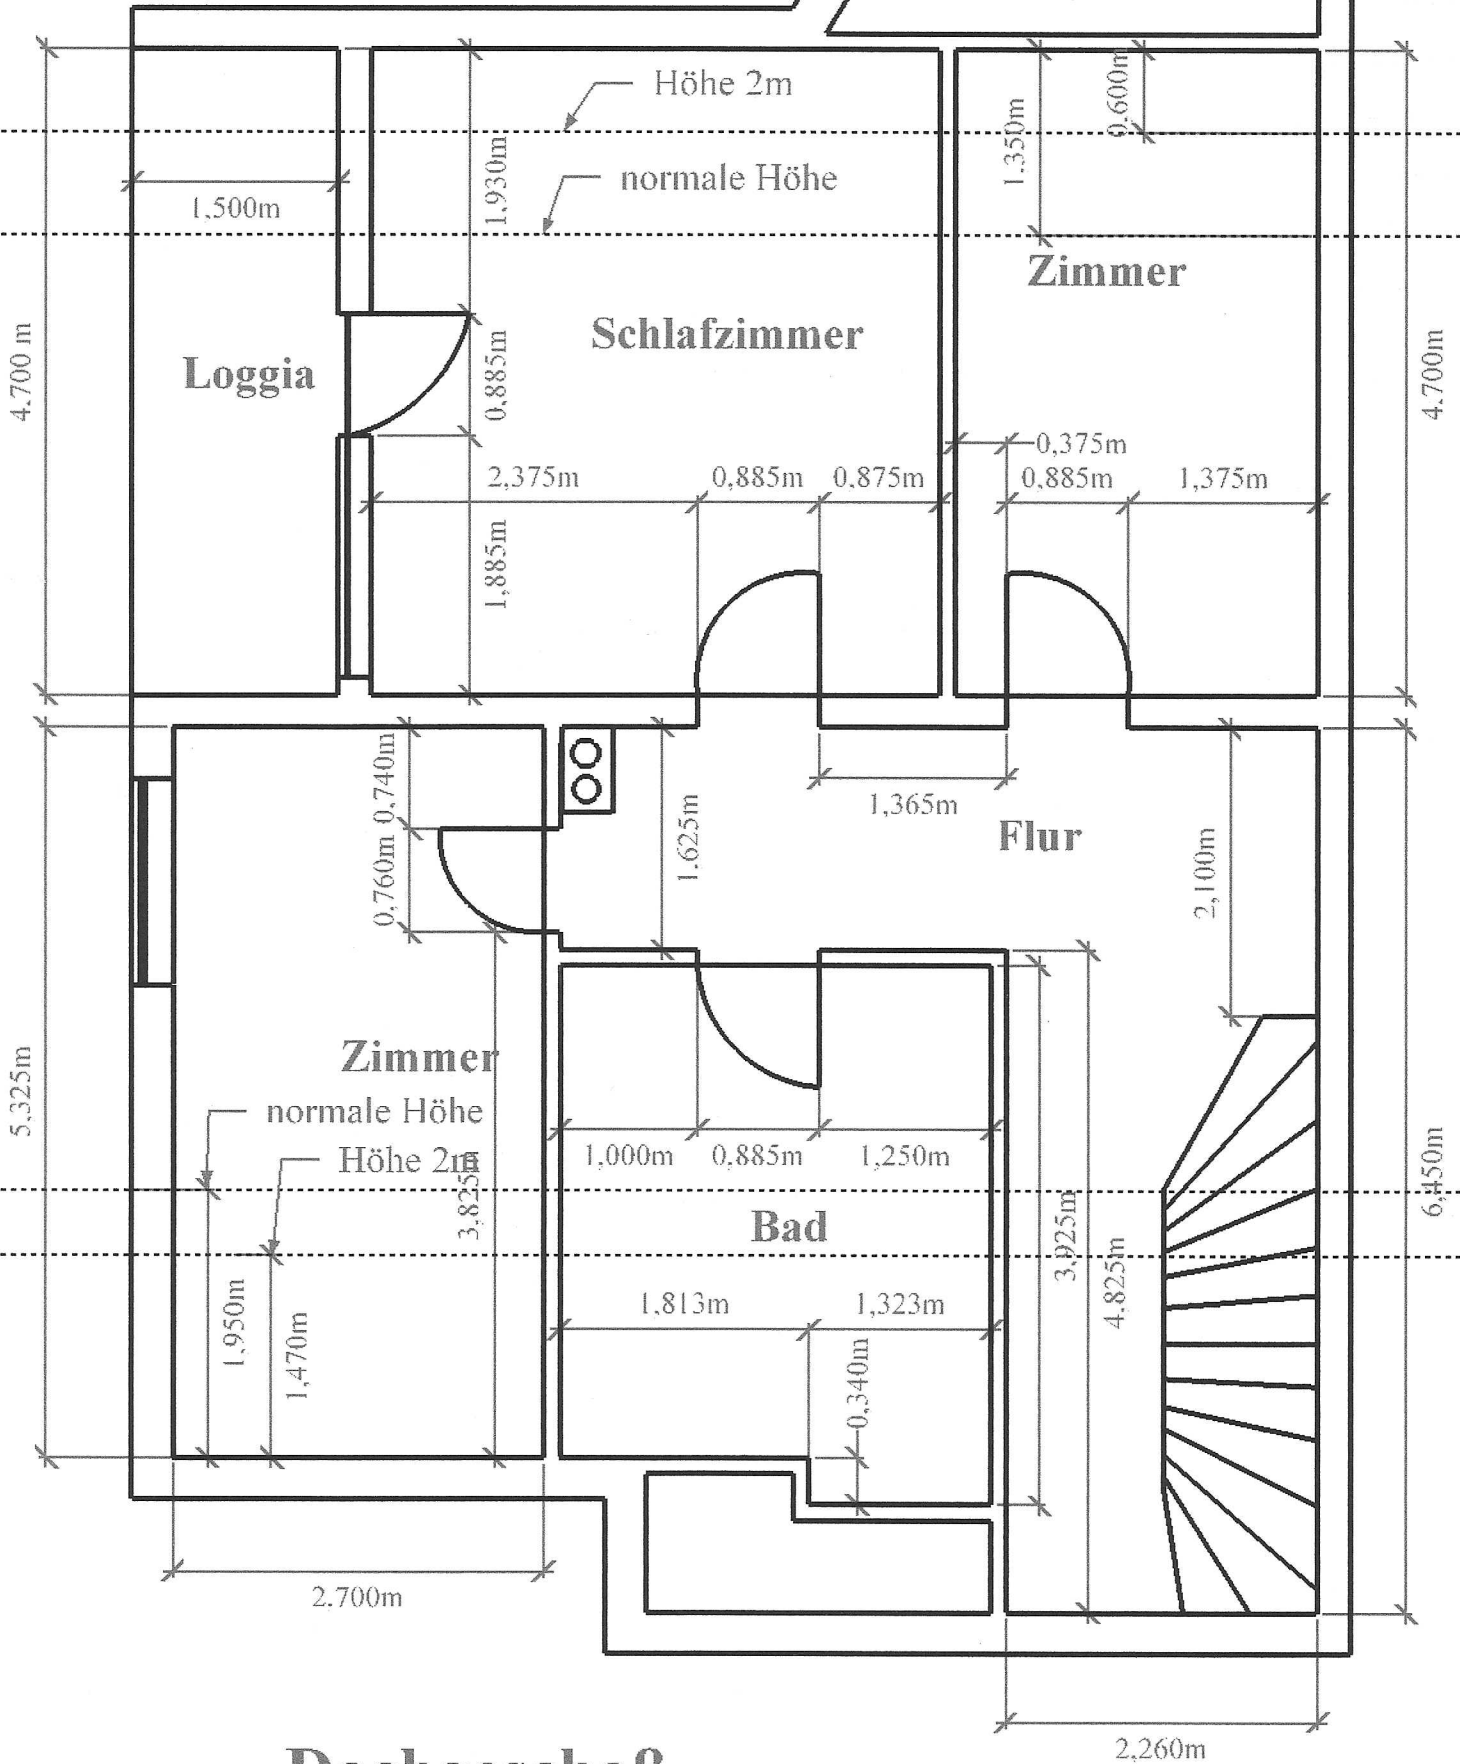 Höhe 2m
0,600m
1.350m
1,930m
normale Höhe
1,500m
Zimmer
Schlafzimmer
4.700 m
Loggia
0,885m
4.700m
0,375m
2,375m
0,885m
0,875m
0,885m
1,375m
1,885m
0,740m
1,365m
1.625m
Flur
0,760m
2,100m
Zimmer
5,325m
normale Höhe
1,000m
0,885m
1,250m
Höhe 2m
3,825m
6,450m
Bad
3,925m
4,825m
1,813m
1,323m
1,950m
1,470m
0,340m
2,700m
2,260m